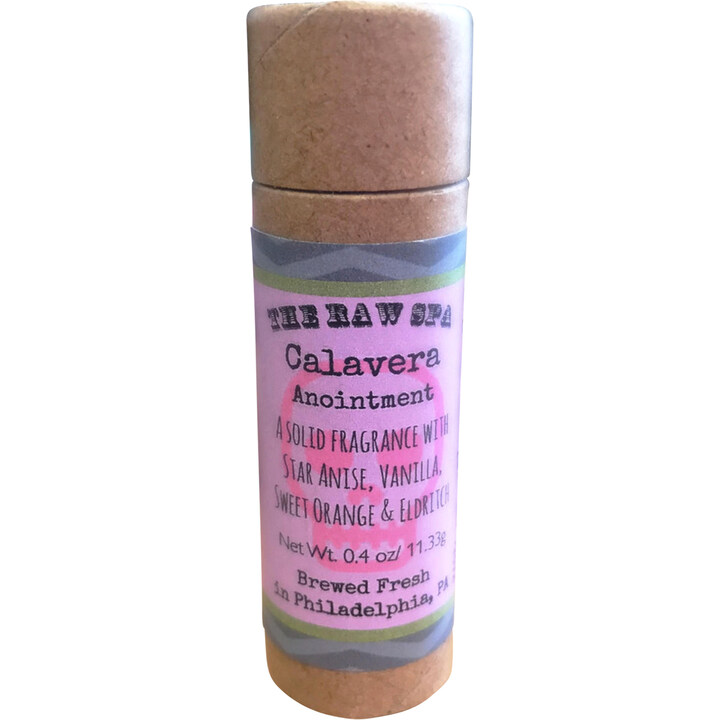 THE RAW SPA
Calavera
Anointment
A SOLID FRAGRANCE WITH
STAR ANISE, VANILLA,
SWEET ORANGE & ELDRITCH
Net Wt. 0.4 oz/ 11.33g
Brewed Fresh
in Philadelphia, PA